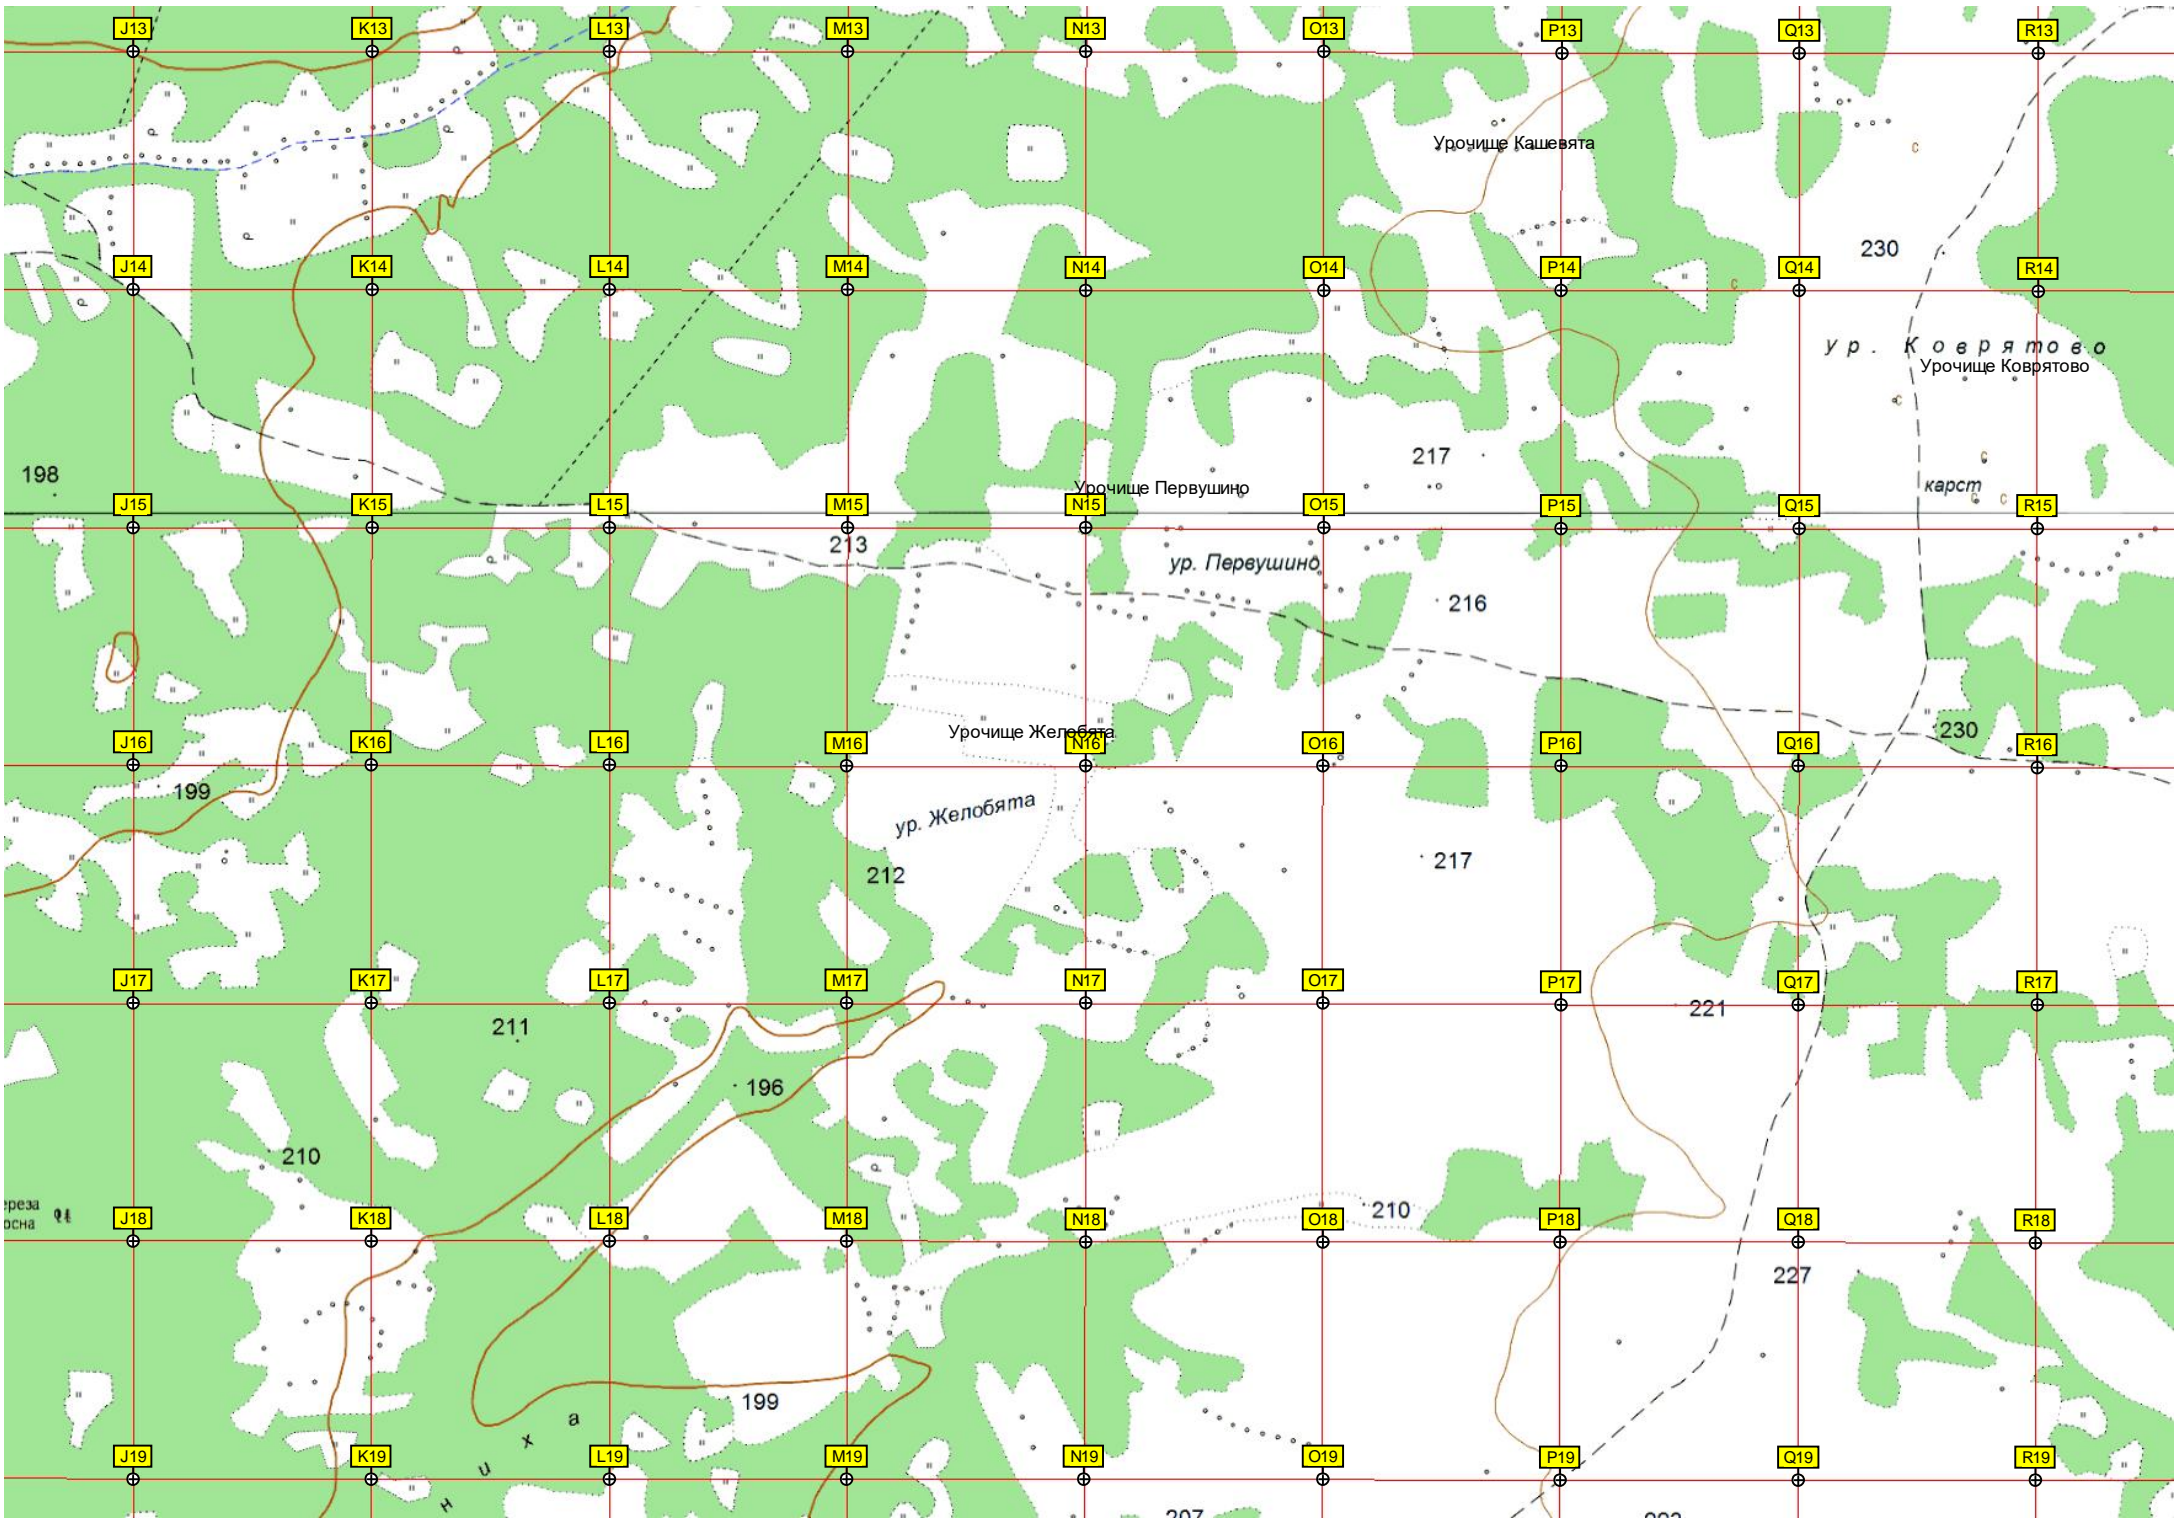 J13 K13 L13 M13 N13 O13 P13 Q13 R13
Урочище Кашевята
230
J14 K14 L14 M14 N14 O14 P14 Q14 R14
ур. Коврятово
Урочище Коврятово
217
198
карст
Урочище Первушино
J15 K15 L15 M15 N15 O15 P15 Q15 R15
213
ур. Первушино
216
Урочище Желобята
230
J16 K16 L16 M16 N16 O16 P16 Q16 R16
199
ур. Желобята
217
212
J17 K17 L17 M17 N17 O17 P17 Q17 R17
221
211
196
210
ереза
осна
210
J18 K18 L18 M18 N18 O18 P18 Q18 R18
227
199
н и х а
J19 K19 L19 M19 N19 O19 P19 Q19 R19